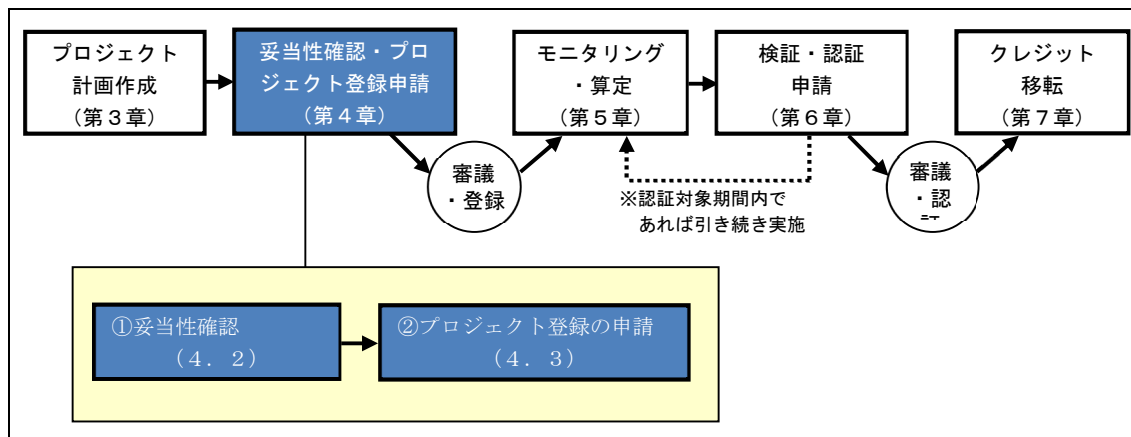 プロジェクト
計画作成
(第3章)
妥当性確認・プロ
ジェクト登録申請
(第4章)
モニタリング
・算定
(第5章)
検証・認証
申請
(第6章)
クレジット
移転
(第7章)
審議
・登録
※認証対象期間内で
あれば引き続き実施
審議
・認
①妥当性確認
(4．2)
②プロジェクト登録の申請
(4．3)